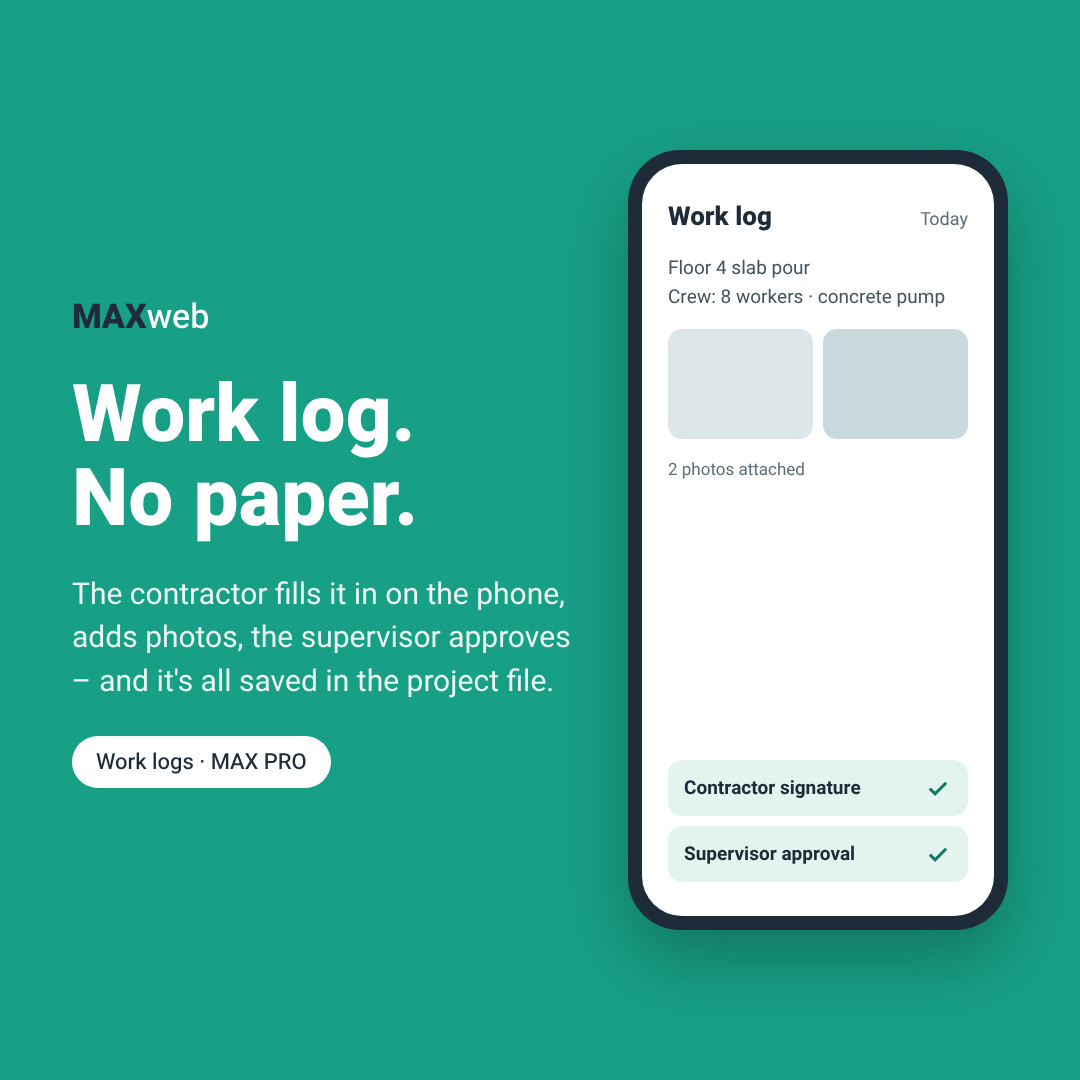 MAXweb
Work log.
No paper.
The contractor fills it in on the phone,
adds photos, the supervisor approves
– and it's all saved in the project file.
Work logs · MAX PRO
Work log
Today
Floor 4 slab pour
Crew: 8 workers · concrete pump
2 photos attached
Contractor signature
Supervisor approval